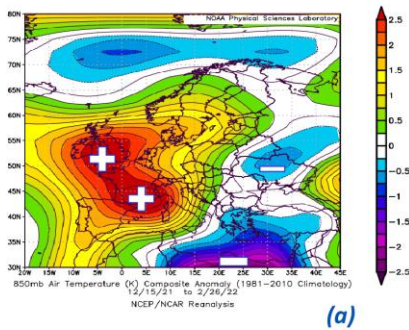 NOAA Physical Sciences Laboratory
80N
75N
70N
65N
60N
55N
50N
45N
40N
35N
30N
20W 15W 10W 5W 0 5E 10E 15E 20E 25E 30E 35E 40E 45E
2.5
2
1.5
1
0.5
0
-0.5
-1
-1.5
-2
-2.5
850mb Air Temperature (K) Composite Anomaly (1981-2010 Climatology)
12/15/21 to 2/26/22
NCEP/NCAR Reanalysis
(a)